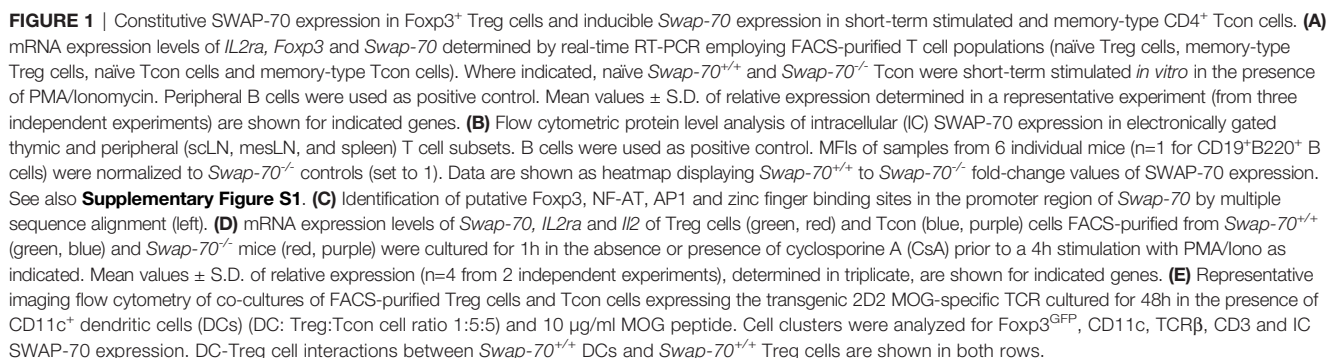 FIGURE 1 | Constitutive SWAP-70 expression in Foxp3⁺ Treg cells and inducible Swap-70 expression in short-term stimulated and memory-type CD4⁺ Tcon cells. (A)
mRNA expression levels of IL2ra, Foxp3 and Swap-70 determined by real-time RT-PCR employing FACS-purified T cell populations (naïve Treg cells, memory-type
Treg cells, naïve Tcon cells and memory-type Tcon cells). Where indicated, naïve Swap-70⁺/⁺ and Swap-70⁻/⁻ Tcon were short-term stimulated in vitro in the presence
of PMA/Ionomycin. Peripheral B cells were used as positive control. Mean values ± S.D. of relative expression determined in a representative experiment (from three
independent experiments) are shown for indicated genes. (B) Flow cytometric protein level analysis of intracellular (IC) SWAP-70 expression in electronically gated
thymic and peripheral (scLN, mesLN, and spleen) T cell subsets. B cells were used as positive control. MFIs of samples from 6 individual mice (n=1 for CD19⁺B220⁺ B
cells) were normalized to Swap-70⁻/⁻ controls (set to 1). Data are shown as heatmap displaying Swap-70⁺/⁺ to Swap-70⁻/⁻ fold-change values of SWAP-70 expression.
See also Supplementary Figure S1. (C) Identification of putative Foxp3, NF-AT, AP1 and zinc finger binding sites in the promoter region of Swap-70 by multiple
sequence alignment (left). (D) mRNA expression levels of Swap-70, IL2ra and Il2 of Treg cells (green, red) and Tcon (blue, purple) cells FACS-purified from Swap-70⁺/⁺
(green, blue) and Swap-70⁻/⁻ mice (red, purple) were cultured for 1h in the absence or presence of cyclosporine A (CsA) prior to a 4h stimulation with PMA/Iono as
indicated. Mean values ± S.D. of relative expression (n=4 from 2 independent experiments), determined in triplicate, are shown for indicated genes. (E) Representative
imaging flow cytometry of co-cultures of FACS-purified Treg cells and Tcon cells expressing the transgenic 2D2 MOG-specific TCR cultured for 48h in the presence of
CD11c⁺ dendritic cells (DCs) (DC: Treg:Tcon cell ratio 1:5:5) and 10 µg/ml MOG peptide. Cell clusters were analyzed for Foxp3ᴳᶠᴾ, CD11c, TCRβ, CD3 and IC
SWAP-70 expression. DC-Treg cell interactions between Swap-70⁺/⁺ DCs and Swap-70⁺/⁺ Treg cells are shown in both rows.